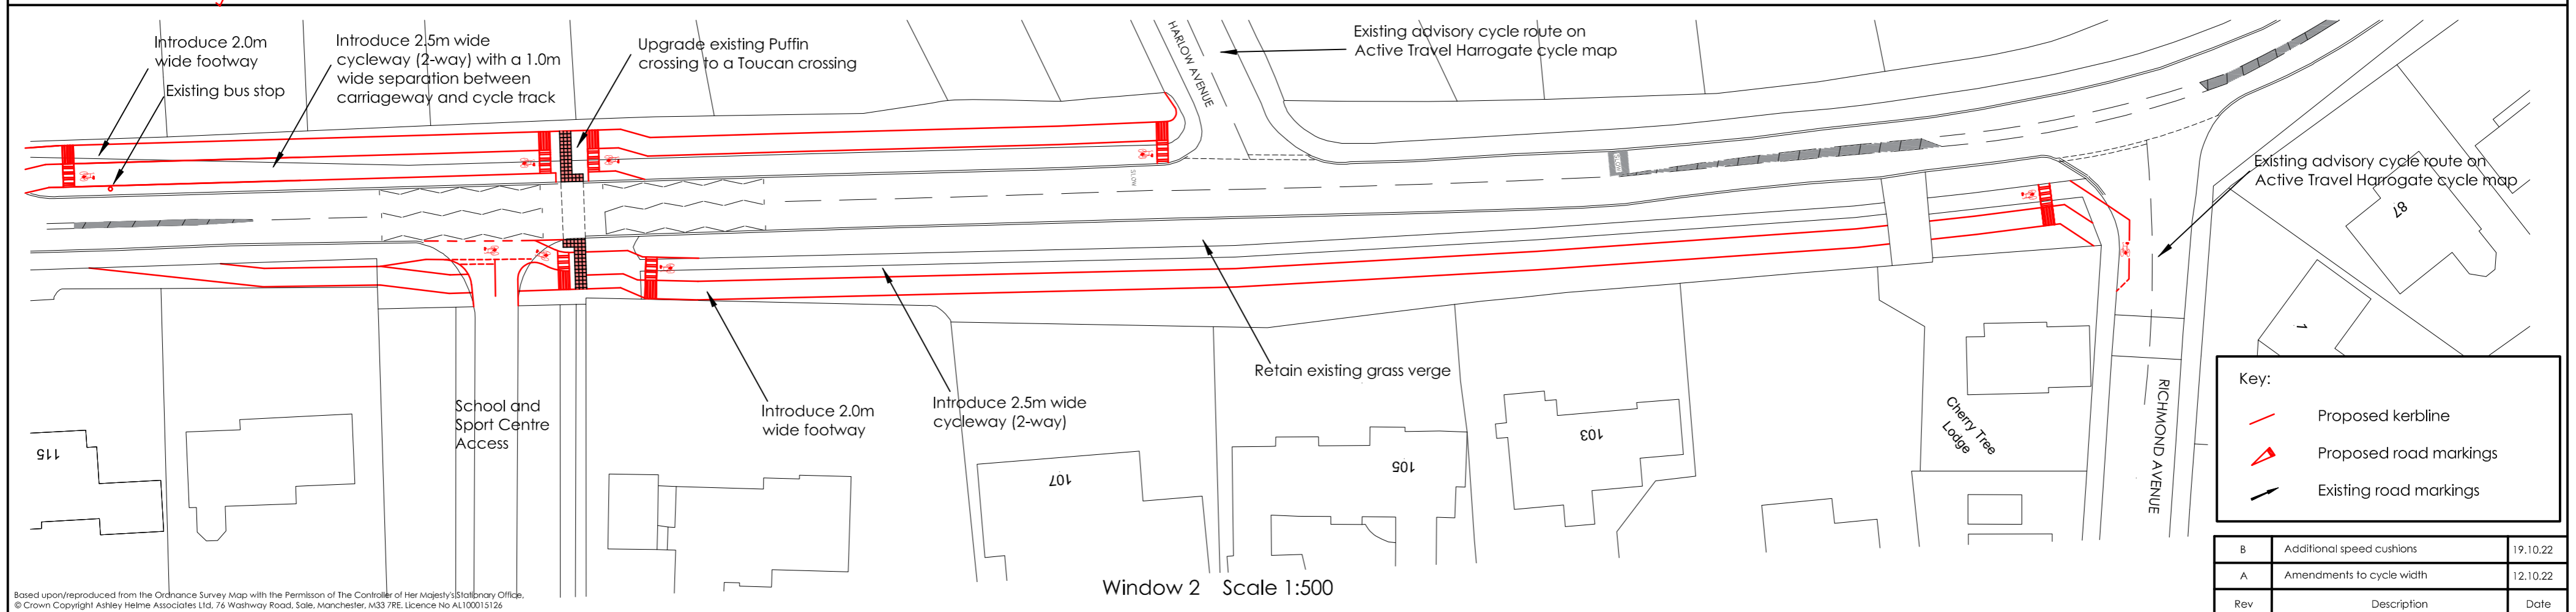 Introduce 2.0m
wide footway
Existing bus stop
Introduce 2.5m wide
cycleway (2-way) with a 1.0m
wide separation between
carriageway and cycle track
Upgrade existing Puffin
crossing to a Toucan crossing
HARLOW AVENUE
Existing advisory cycle route on
Active Travel Harrogate cycle map
SLOW
Existing advisory cycle route on
Active Travel Harrogate cycle map
87
1
115
School and
Sport Centre
Access
Introduce 2.0m
wide footway
Introduce 2.5m wide
cycleway (2-way)
Retain existing grass verge
107
105
103
Cherry Tree
Lodge
RICHMOND AVENUE
Key:
Proposed kerbline
Proposed road markings
Existing road markings
B Additional speed cushions 19.10.22
A Amendments to cycle width 12.10.22
Rev Description Date
Window 2 Scale 1:500
Based upon/reproduced from the Ordnance Survey Map with the Permisson of The Controller of Her Majesty's Stationary Office,
© Crown Copyright Ashley Helme Associates Ltd, 76 Washway Road, Sale, Manchester, M33 7RE. Licence No AL100015126